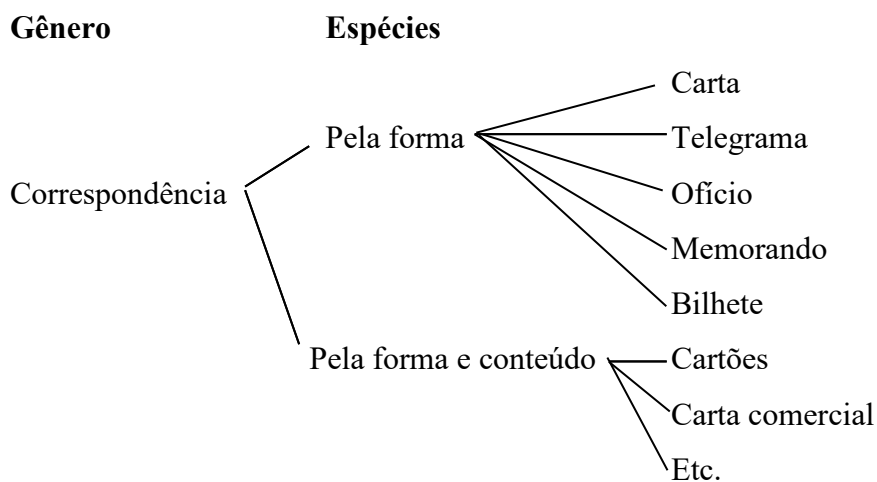 Gênero Espécies
Carta
Pela forma Telegrama
Correspondência Ofício
Memorando
Bilhete
Pela forma e conteúdo Cartões
Carta comercial
Etc.